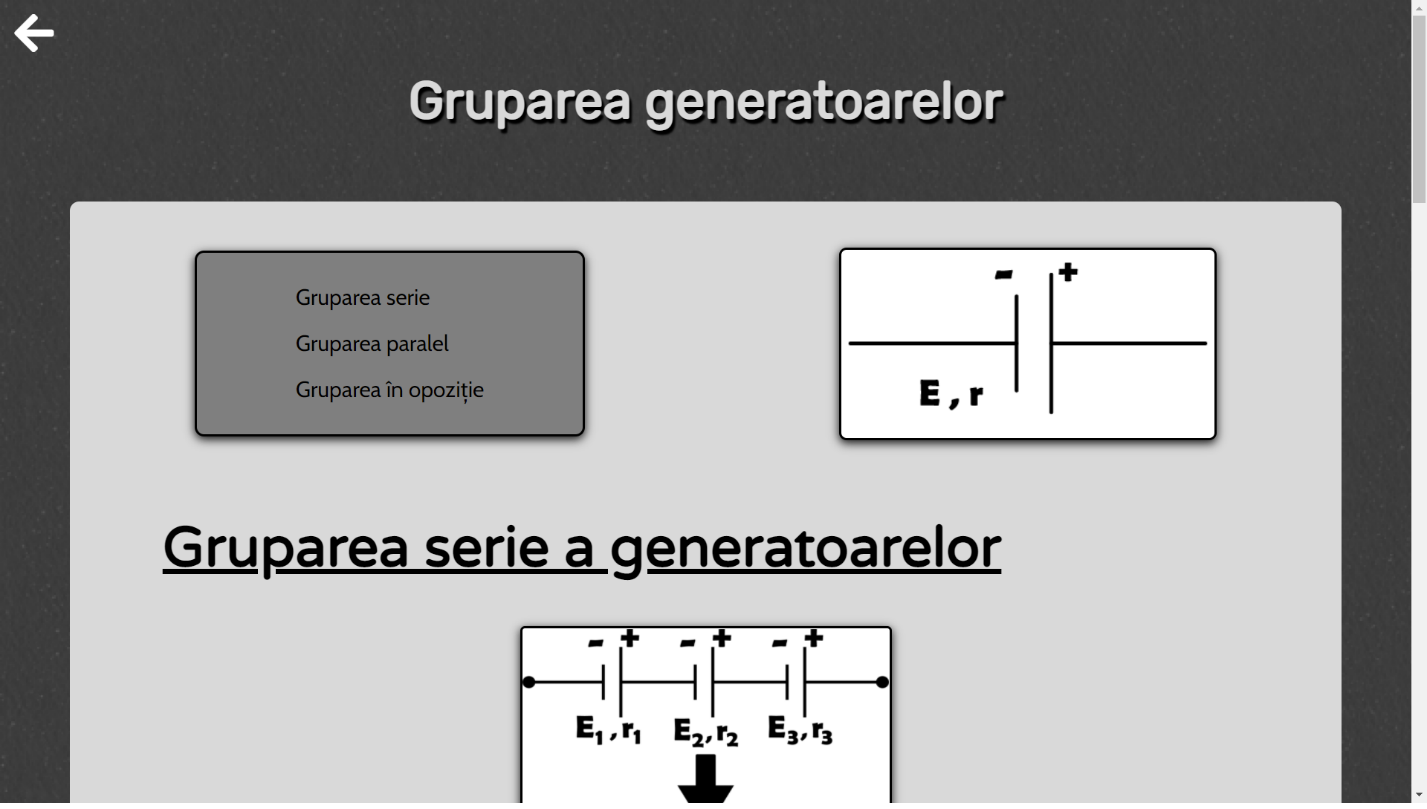 Gruparea generatoarelor
Gruparea serie
Gruparea paralel
Gruparea în opoziție
- +
E , r
Gruparea serie a generatoarelor
- + - + - +
E₁ , r₁ E₂, r₂ E₃, r₃